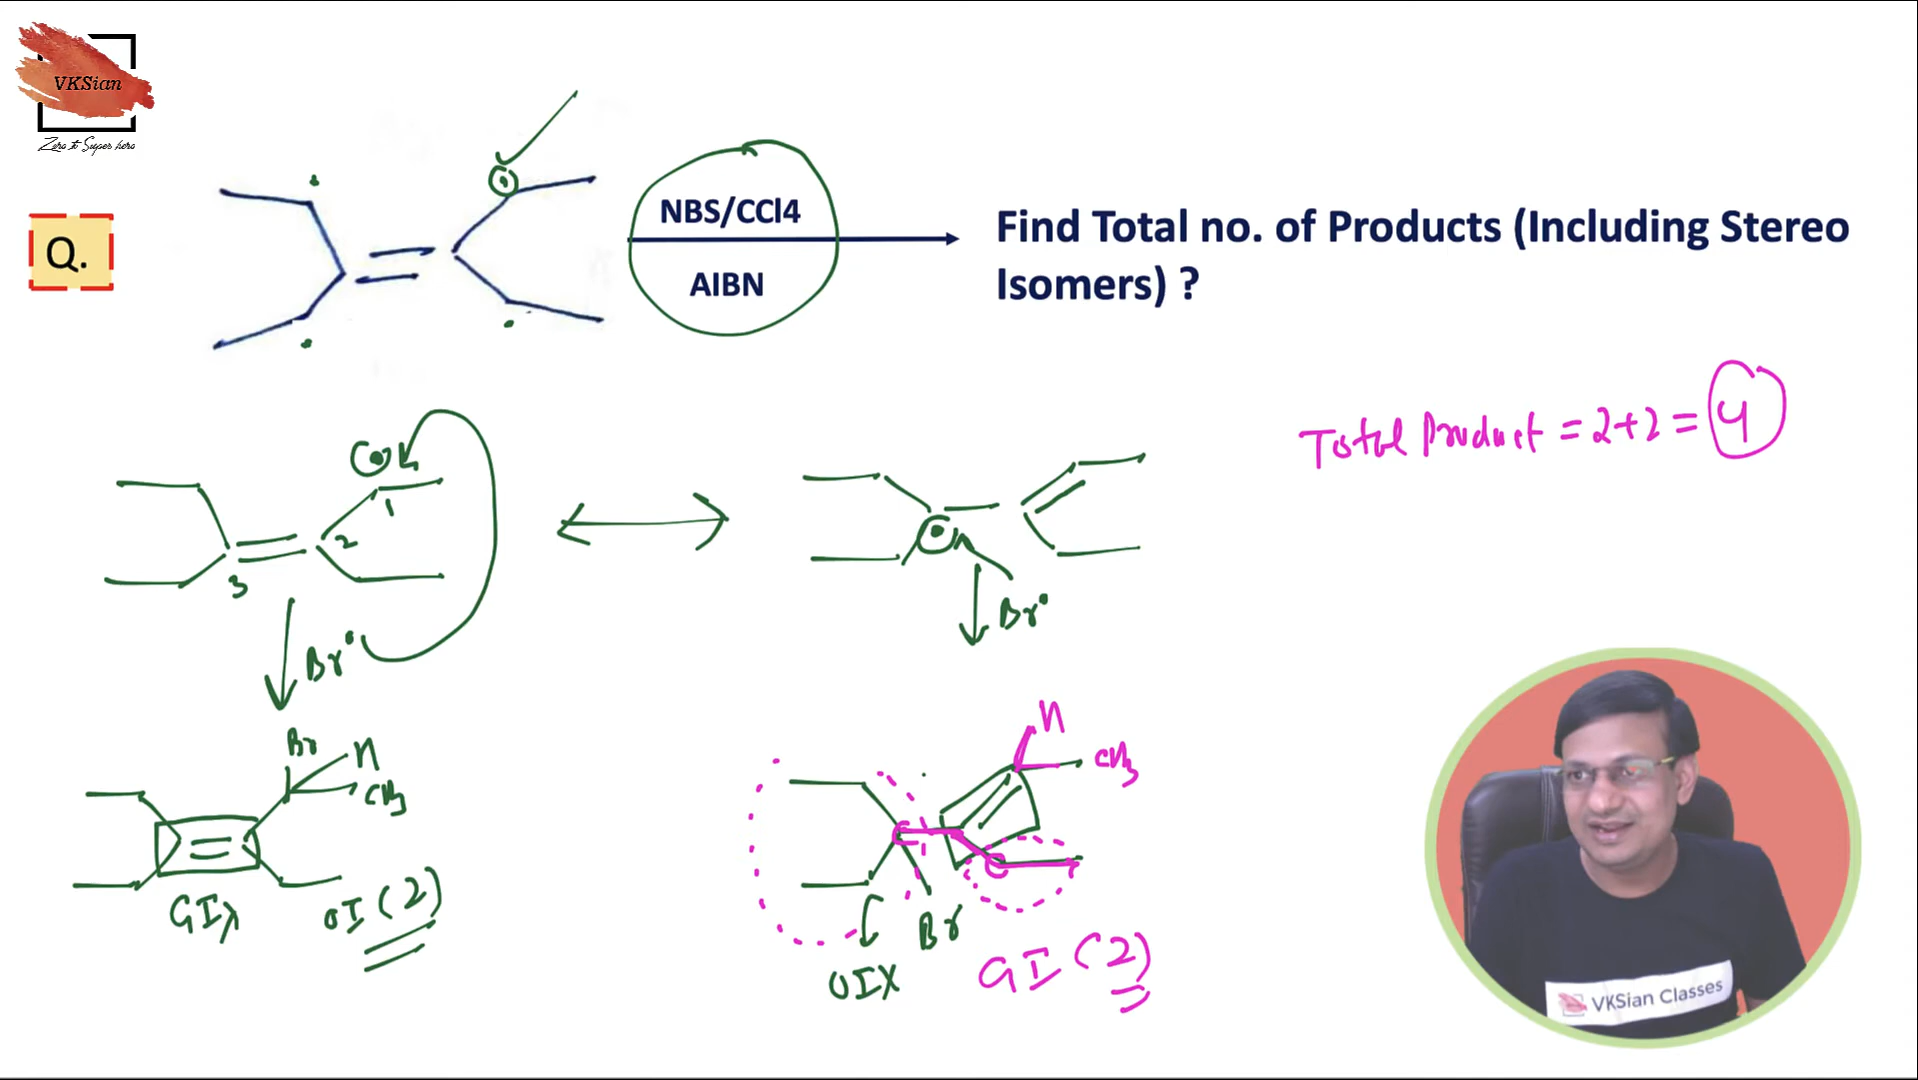 VKSian
Zero to Super hero
Q.
NBS/CCl4
AIBN
Find Total no. of Products (Including Stereo
Isomers) ?
Total Product = 2+2 = 4
1
2
3
Br•
Br•
Br
H
CH3
GIX
OI (2)
H
CH3
Br
OIX
GI (2)
VKSian Classes